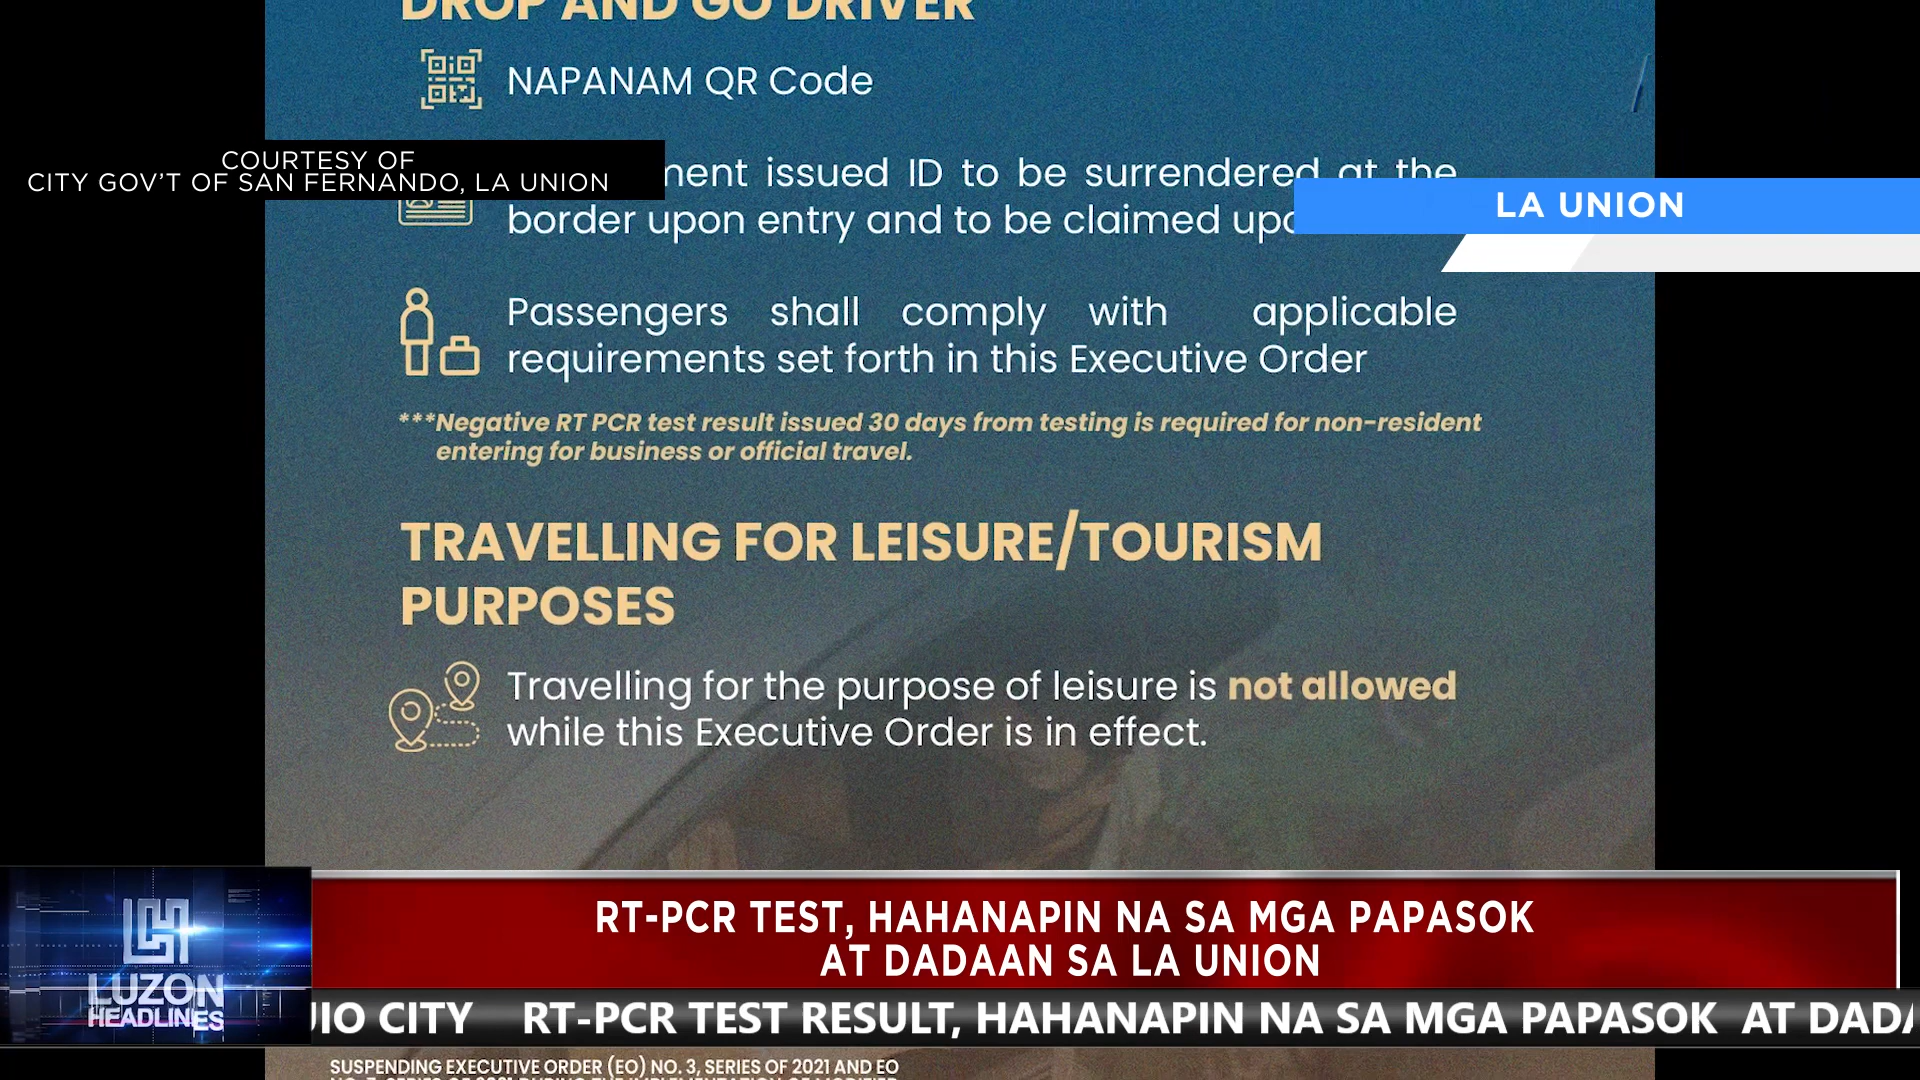 DROP AND GO DRIVER
NAPANAM QR Code
COURTESY OF
CITY GOV'T OF SAN FERNANDO, LA UNION
issued ID to be surrendered at the
border upon entry and to be claimed
LA UNION
Passengers shall comply with applicable
requirements set forth in this Executive Order
***Negative RT PCR test result issued 30 days from testing is required for non-resident
entering for business or official travel.
TRAVELLING FOR LEISURE/TOURISM
PURPOSES
Travelling for the purpose of leisure is not allowed
while this Executive Order is in effect.
RT-PCR TEST, HAHANAPIN NA SA MGA PAPASOK
AT DADAAN SA LA UNION
LUZON
HEADLINES
CITY RT-PCR TEST RESULT, HAHANAPIN NA SA MGA PAPASOK AT
SUSPENDING EXECUTIVE ORDER (EO) NO. 3, SERIES OF 2021 AND EO